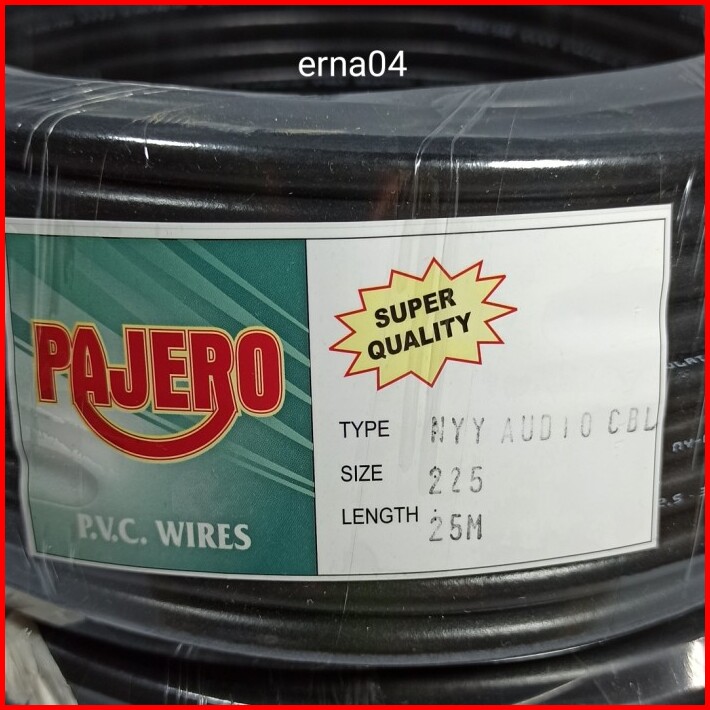 erna04
PAJERO
P.V.C. WIRES
SUPER
QUALITY
TYPE NYY AUDIO CBL
SIZE 225
LENGTH : 25M